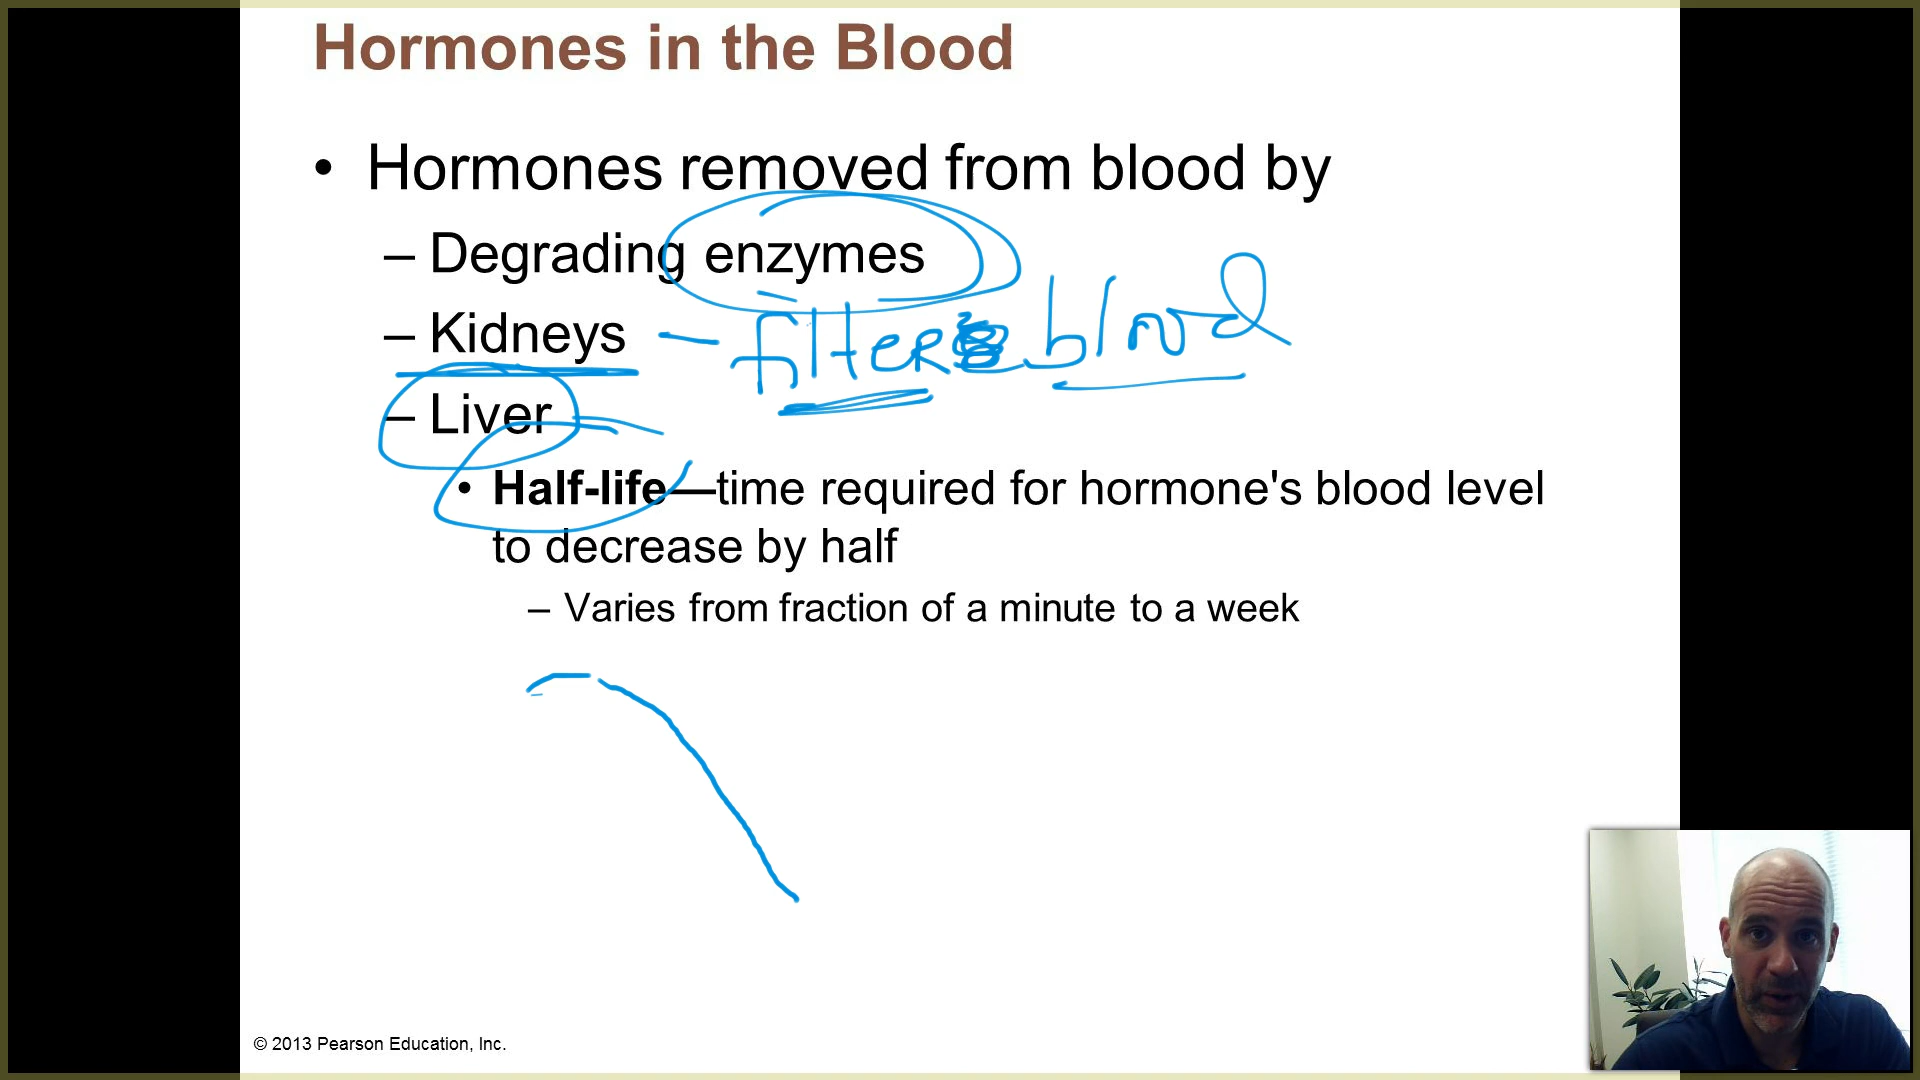 Hormones in the Blood
• Hormones removed from blood by
– Degrading enzymes
– Kidneys – filters blood
– Liver
• Half-life—time required for hormone's blood level
to decrease by half
– Varies from fraction of a minute to a week
© 2013 Pearson Education, Inc.